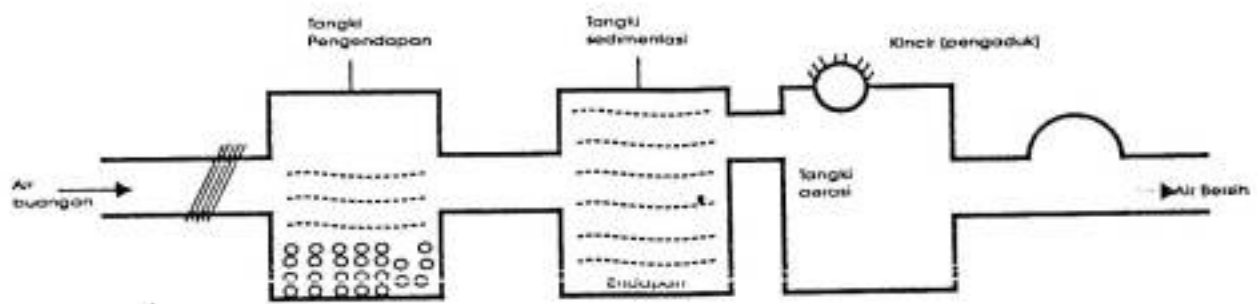 Tangki
Pengendapan
Tangki
sedimentasi
Kincir (pengaduk)
Air
buangan
Tangki
aerasi
Air Bersih
Endapan